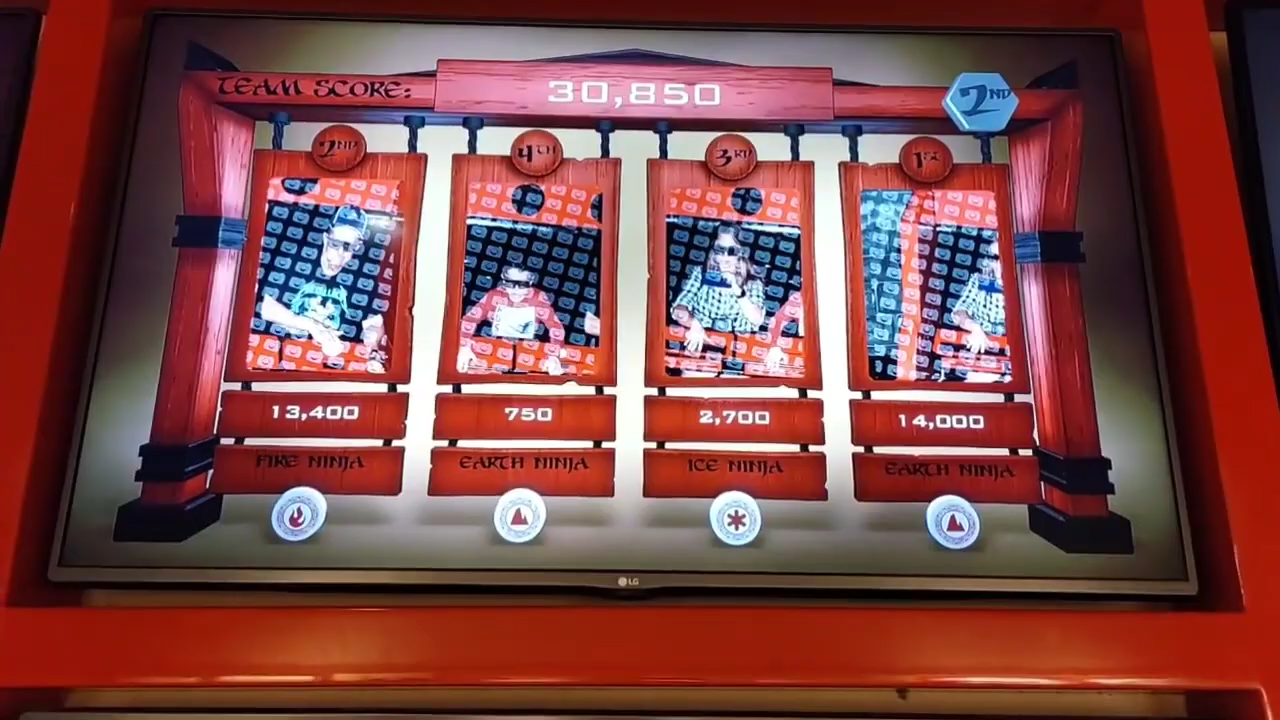 TEAM SCORE: 30,850 2ND
2ND 4TH 3RD 1ST
13,400 750 2,700 14,000
FIRE NINJA EARTH NINJA ICE NINJA EARTH NINJA
LG